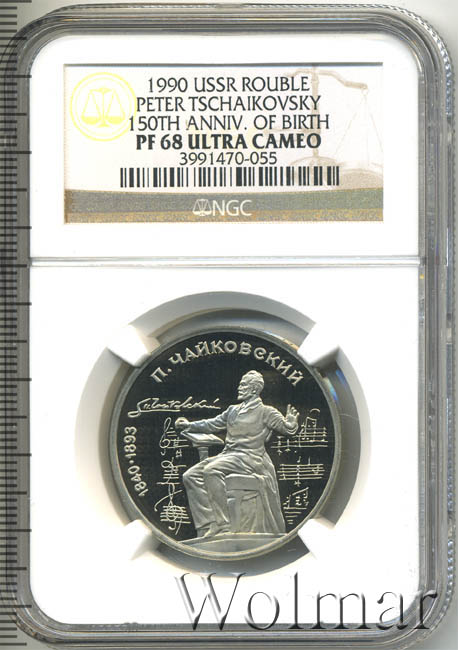 1990 USSR ROUBLE
PETER TSCHAIKOVSKY
150TH ANNIV. OF BIRTH
PF 68 ULTRA CAMEO
3991470-055
NGC
П. ЧАЙКОВСКИЙ
1840·1893
Wolmar